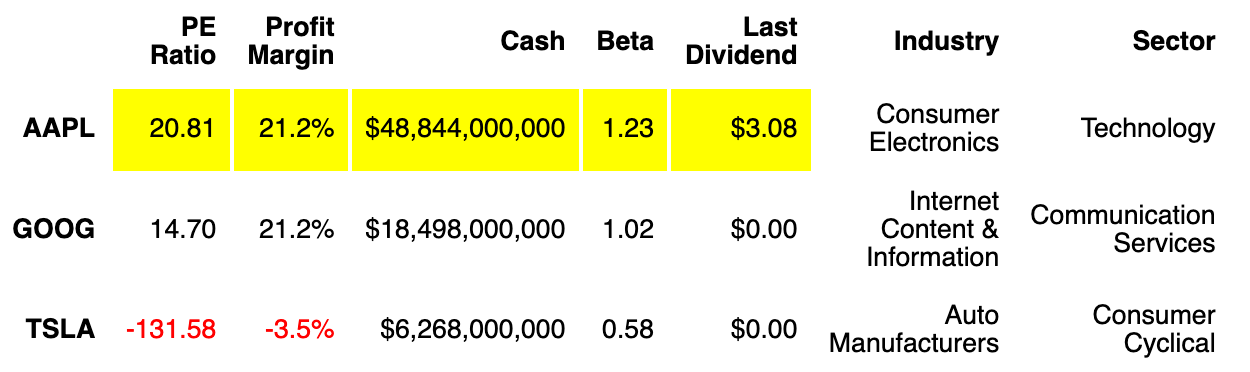 PE Ratio Profit Margin Cash Beta Last Dividend Industry Sector
AAPL 20.81 21.2% $48,844,000,000 1.23 $3.08 Consumer Electronics Technology
GOOG 14.70 21.2% $18,498,000,000 1.02 $0.00 Internet Content & Information Communication Services
TSLA -131.58 -3.5% $6,268,000,000 0.58 $0.00 Auto Manufacturers Consumer Cyclical